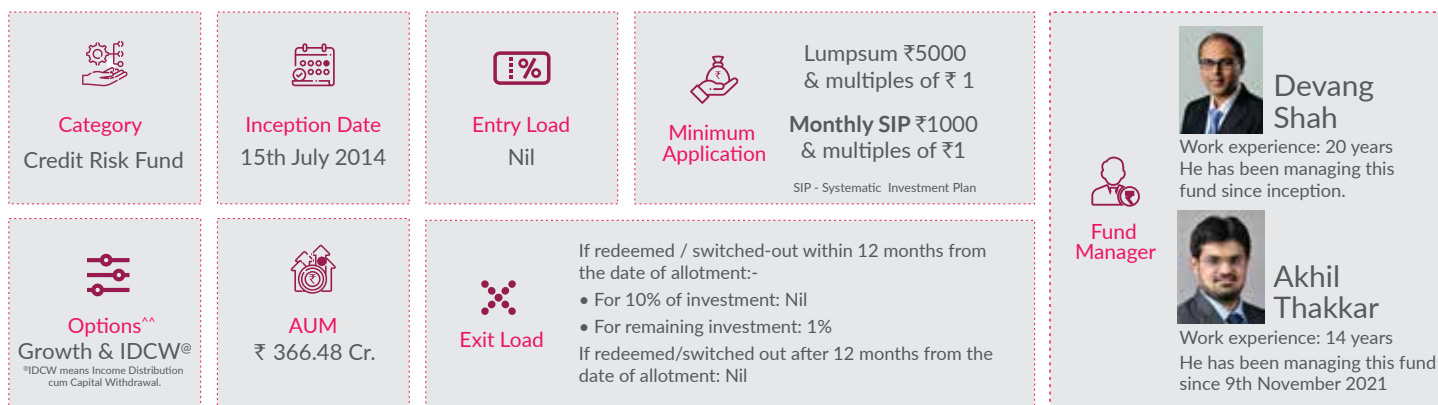 Category
Credit Risk Fund
Inception Date
15th July 2014
Entry Load
Nil
Minimum
Application
Lumpsum ₹5000
& multiples of ₹ 1
Monthly SIP ₹1000
& multiples of ₹1
SIP - Systematic Investment Plan
Options^^
Growth & IDCW@
@IDCW means Income Distribution
cum Capital Withdrawal.
AUM
₹ 366.48 Cr.
Exit Load
If redeemed / switched-out within 12 months from
the date of allotment:-
• For 10% of investment: Nil
• For remaining investment: 1%
If redeemed/switched out after 12 months from the
date of allotment: Nil
Fund
Manager
Devang
Shah
Work experience: 20 years
He has been managing this
fund since inception.
Akhil
Thakkar
Work experience: 14 years
He has been managing this fund
since 9th November 2021